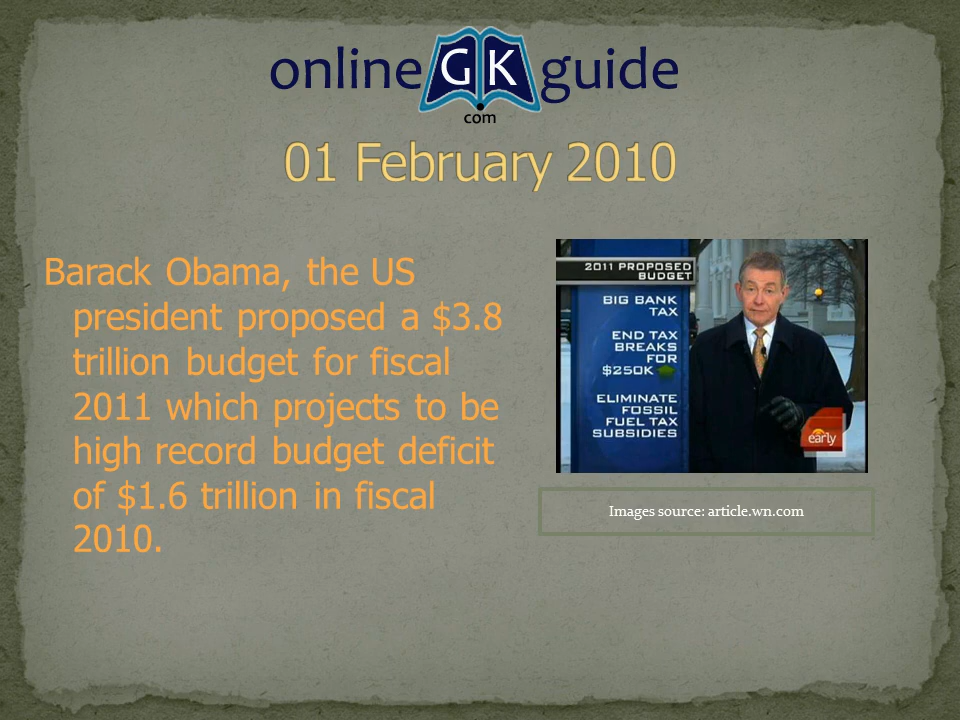 online GK guide
com
01 February 2010
Barack Obama, the US
president proposed a $3.8
trillion budget for fiscal
2011 which projects to be
high record budget deficit
of $1.6 trillion in fiscal
2010.
2011 PROPOSED
BUDGET
BIG BANK
TAX
END TAX
BREAKS
FOR
$250K
ELIMINATE
FOSSIL
FUEL TAX
SUBSIDIES
early
Images source: article.wn.com